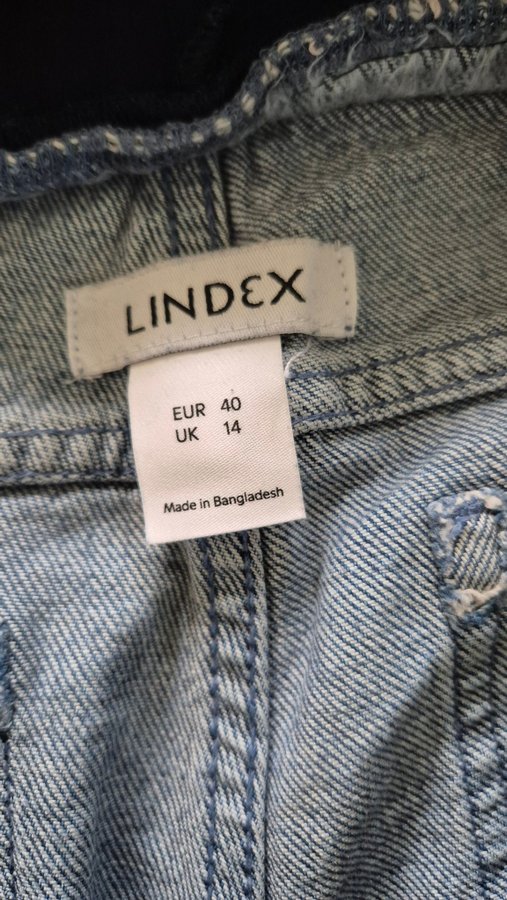 LINDEX
EUR 40
UK 14
Made in Bangladesh